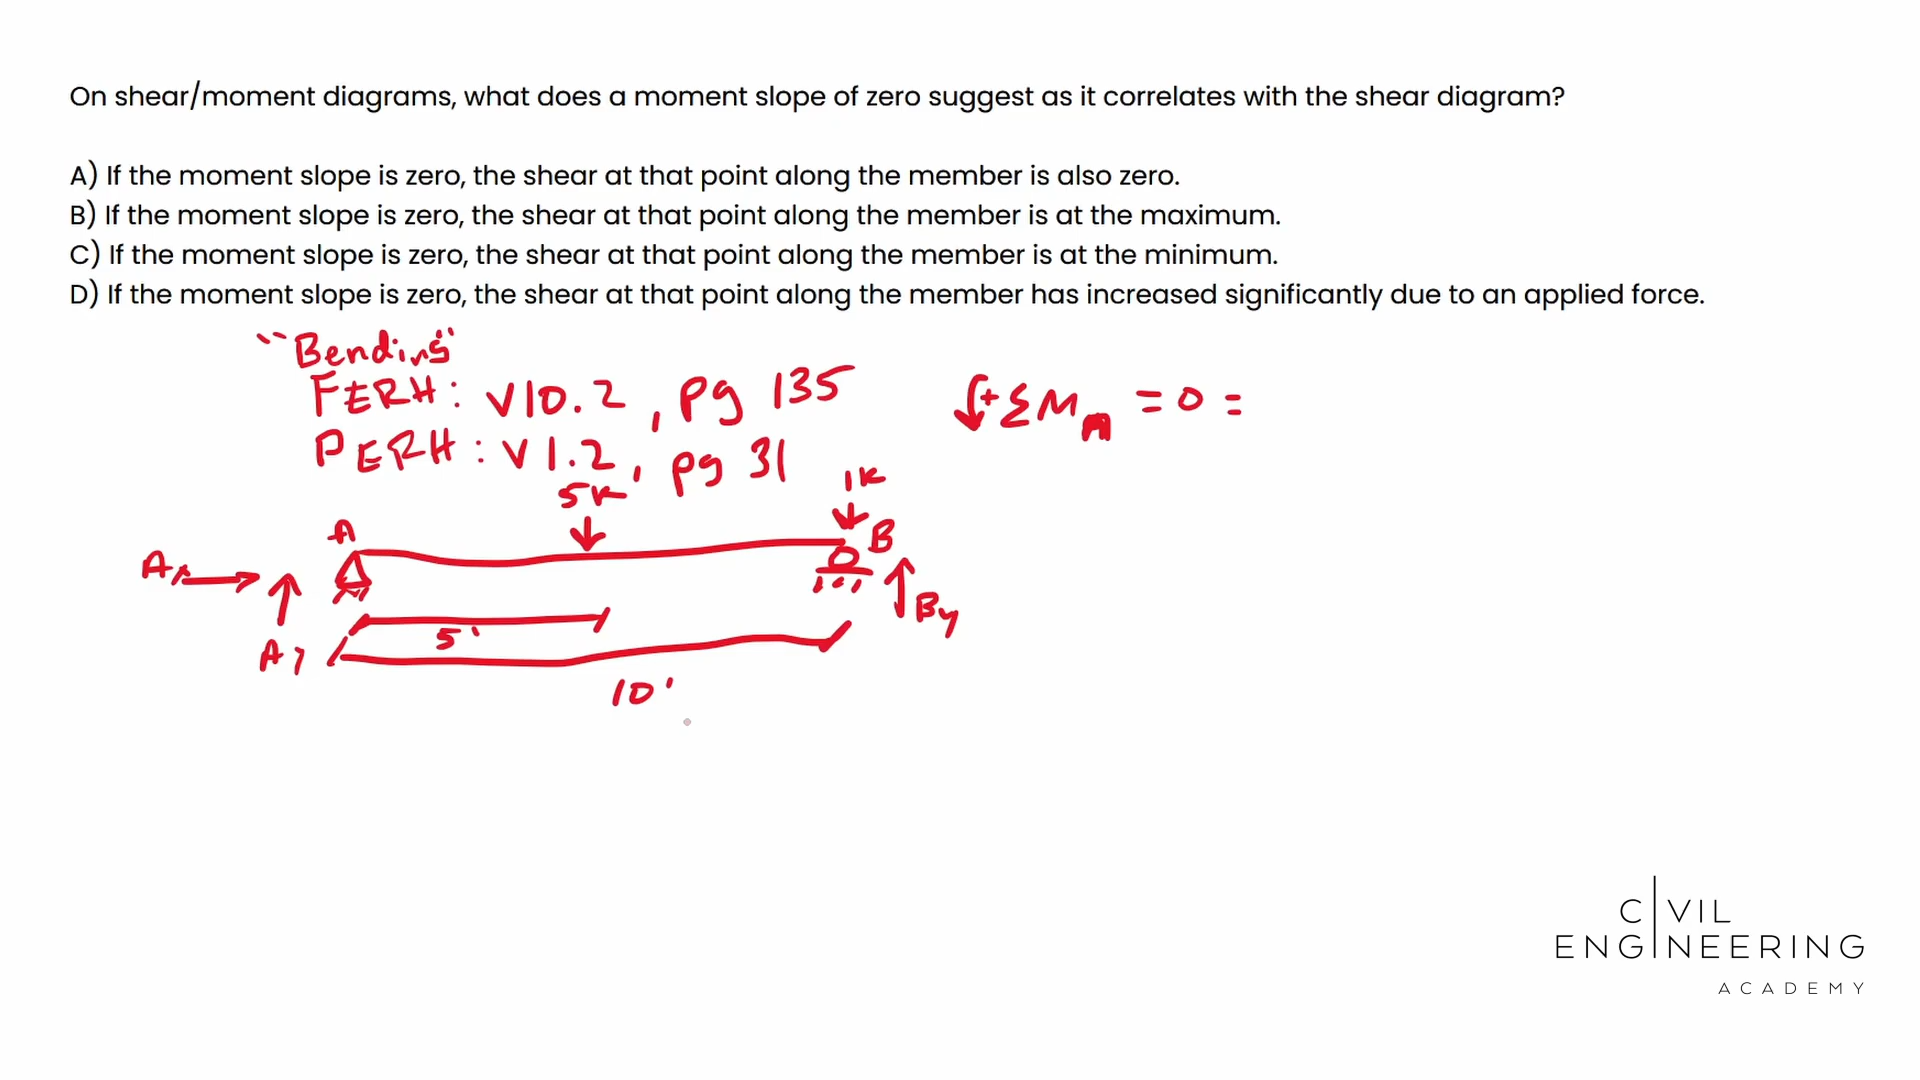 On shear/moment diagrams, what does a moment slope of zero suggest as it correlates with the shear diagram?
A) If the moment slope is zero, the shear at that point along the member is also zero.
B) If the moment slope is zero, the shear at that point along the member is at the maximum.
C) If the moment slope is zero, the shear at that point along the member is at the minimum.
D) If the moment slope is zero, the shear at that point along the member has increased significantly due to an applied force.
"Bending"
FERH: V10.2, pg 135
+ΣM_A = 0 =
PERH: V1.2, pg 31
5K
1K
A
B
Ax
By
5'
Ay
10'
CIVIL
ENGINEERING
ACADEMY